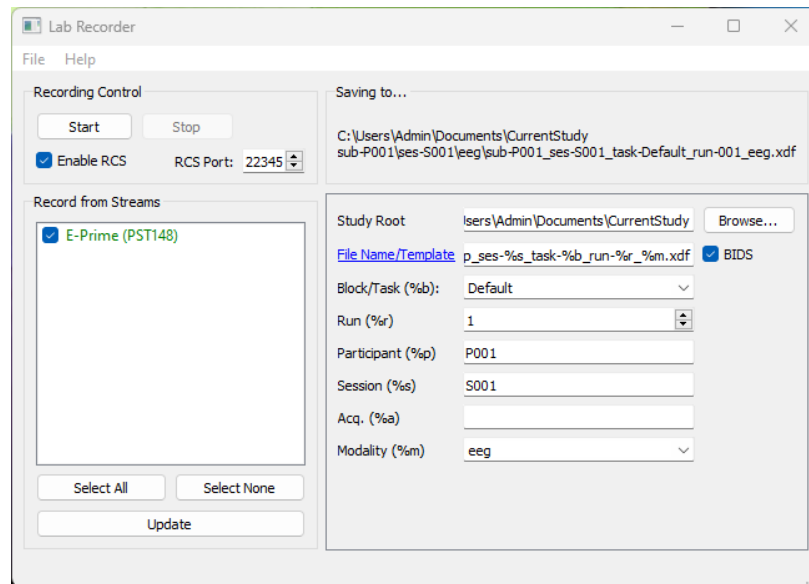 Lab Recorder
File Help
Recording Control
Start Stop
Enable RCS RCS Port: 22345
Record from Streams
E-Prime (PST148)
Select All Select None
Update
Saving to...
C:\Users\Admin\Documents\CurrentStudy
sub-P001\ses-S001\eeg\sub-P001_ses-S001_task-Default_run-001_eeg.xdf
Study Root Jsers\Admin\Documents\CurrentStudy Browse...
File Name/Template p_ses-%s_task-%b_run-%r_%m.xdf BIDS
Block/Task (%b): Default
Run (%r) 1
Participant (%p) P001
Session (%s) S001
Acq. (%a)
Modality (%m) eeg